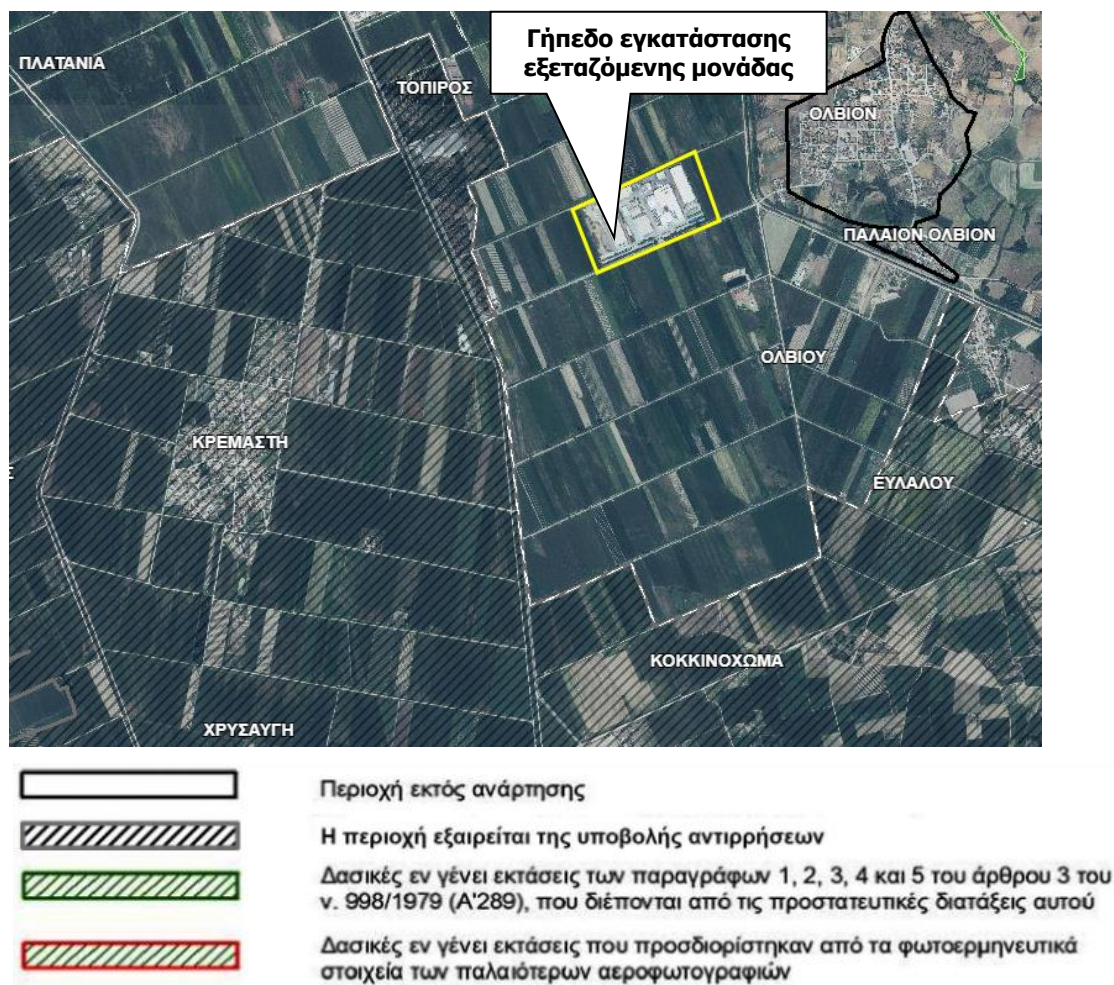 Γήπεδο εγκατάστασης
εξεταζόμενης μονάδας
ΠΛΑΤΑΝΙΑ
ΤΟΠΙΡΟΣ
ΟΛΒΙΟΝ
ΠΑΛΑΙΟΝ ΟΛΒΙΟΝ
ΟΛΒΙΟΥ
ΚΡΕΜΑΣΤΗ
ΕΥΛΑΛΟΥ
ΚΟΚΚΙΝΟΧΩΜΑ
ΧΡΥΣΑΥΓΗ
Περιοχή εκτός ανάρτησης
Η περιοχή εξαιρείται της υποβολής αντιρρήσεων
Δασικές εν γένει εκτάσεις των παραγράφων 1, 2, 3, 4 και 5 του άρθρου 3 του
ν. 998/1979 (Α'289), που διέπονται από τις προστατευτικές διατάξεις αυτού
Δασικές εν γένει εκτάσεις που προσδιορίστηκαν από τα φωτοερμηνευτικά
στοιχεία των παλαιότερων αεροφωτογραφιών